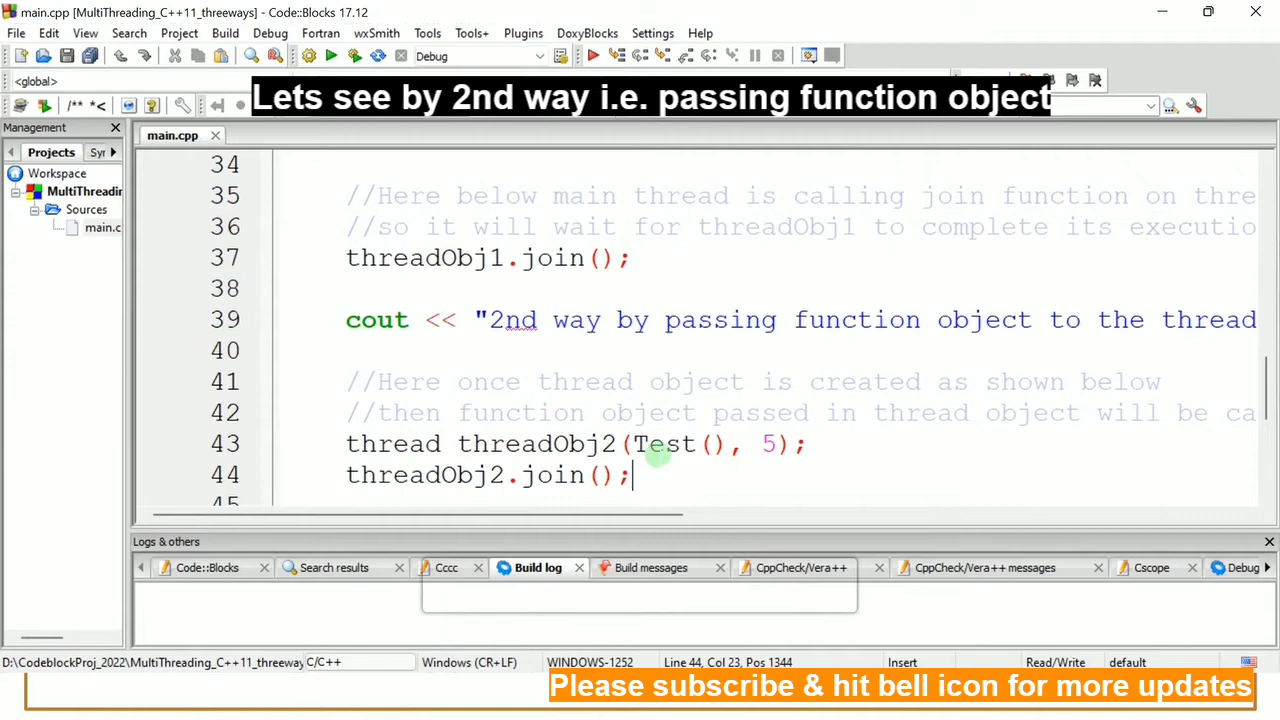 main.cpp [MultiThreading_C++11_threeways] - Code::Blocks 17.12
File Edit View Search Project Build Debug Fortran wxSmith Tools Tools+ Plugins DoxyBlocks Settings Help
Debug
<global>
Lets see by 2nd way i.e. passing function object
/** *<
Management
main.cpp
Projects Syr
Workspace
MultiThreadir
Sources
main.c
34
35 //Here below main thread is calling join function on thre
36 //so it will wait for threadObj1 to complete its executio
37 threadObj1.join();
38
39 cout << "2nd way by passing function object to the thread
40
41 //Here once thread object is created as shown below
42 //then function object passed in thread object will be ca
43 thread threadObj2(Test(), 5);
44 threadObj2.join();
45
Logs & others
Code::Blocks Search results Cccc Build log Build messages CppCheck/Vera++ CppCheck/Vera++ messages Cscope Debug
D:\CodeblockProj_2022\MultiThreading_C++11_threeway C/C++ Windows (CR+LF) WINDOWS-1252 Line 44, Col 23, Pos 1344 Insert Read/Write default
Please subscribe & hit bell icon for more updates